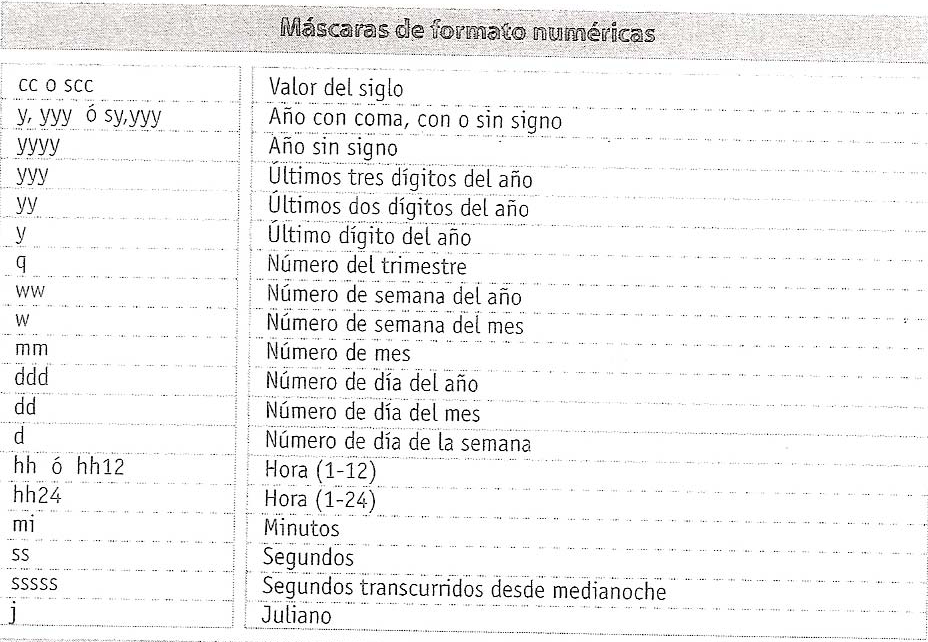 Máscaras de formato numéricas
cc o scc Valor del siglo
y, yyy ó sy,yyy Año con coma, con o sin signo
yyyy Año sin signo
yyy Últimos tres dígitos del año
yy Últimos dos dígitos del año
y Último dígito del año
q Número del trimestre
ww Número de semana del año
w Número de semana del mes
mm Número de mes
ddd Número de día del año
dd Número de día del mes
d Número de día de la semana
hh ó hh12 Hora (1-12)
hh24 Hora (1-24)
mi Minutos
ss Segundos
sssss Segundos transcurridos desde medianoche
j Juliano